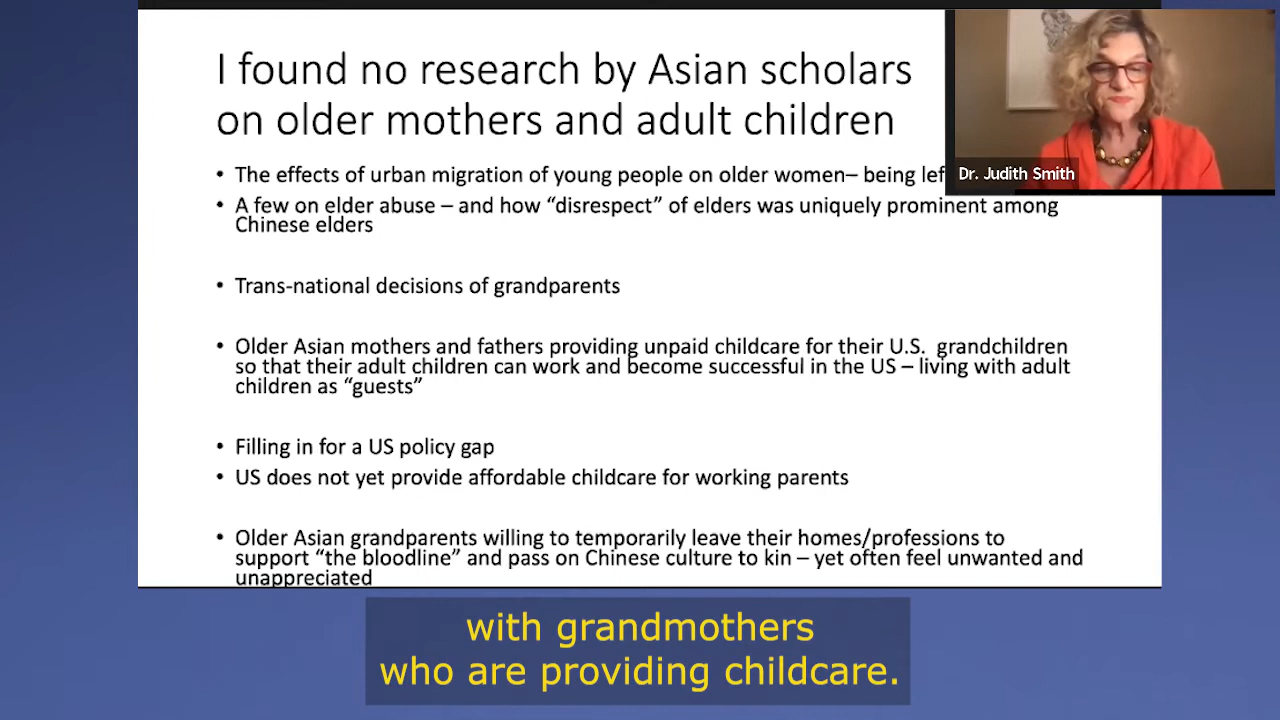 I found no research by Asian scholars
on older mothers and adult children
• The effects of urban migration of young people on older women– being lef
Dr. Judith Smith
• A few on elder abuse – and how “disrespect” of elders was uniquely prominent among
Chinese elders
• Trans-national decisions of grandparents
• Older Asian mothers and fathers providing unpaid childcare for their U.S. grandchildren
so that their adult children can work and become successful in the US – living with adult
children as “guests”
• Filling in for a US policy gap
• US does not yet provide affordable childcare for working parents
• Older Asian grandparents willing to temporarily leave their homes/professions to
support “the bloodline” and pass on Chinese culture to kin – yet often feel unwanted and
unappreciated
with grandmothers
who are providing childcare.